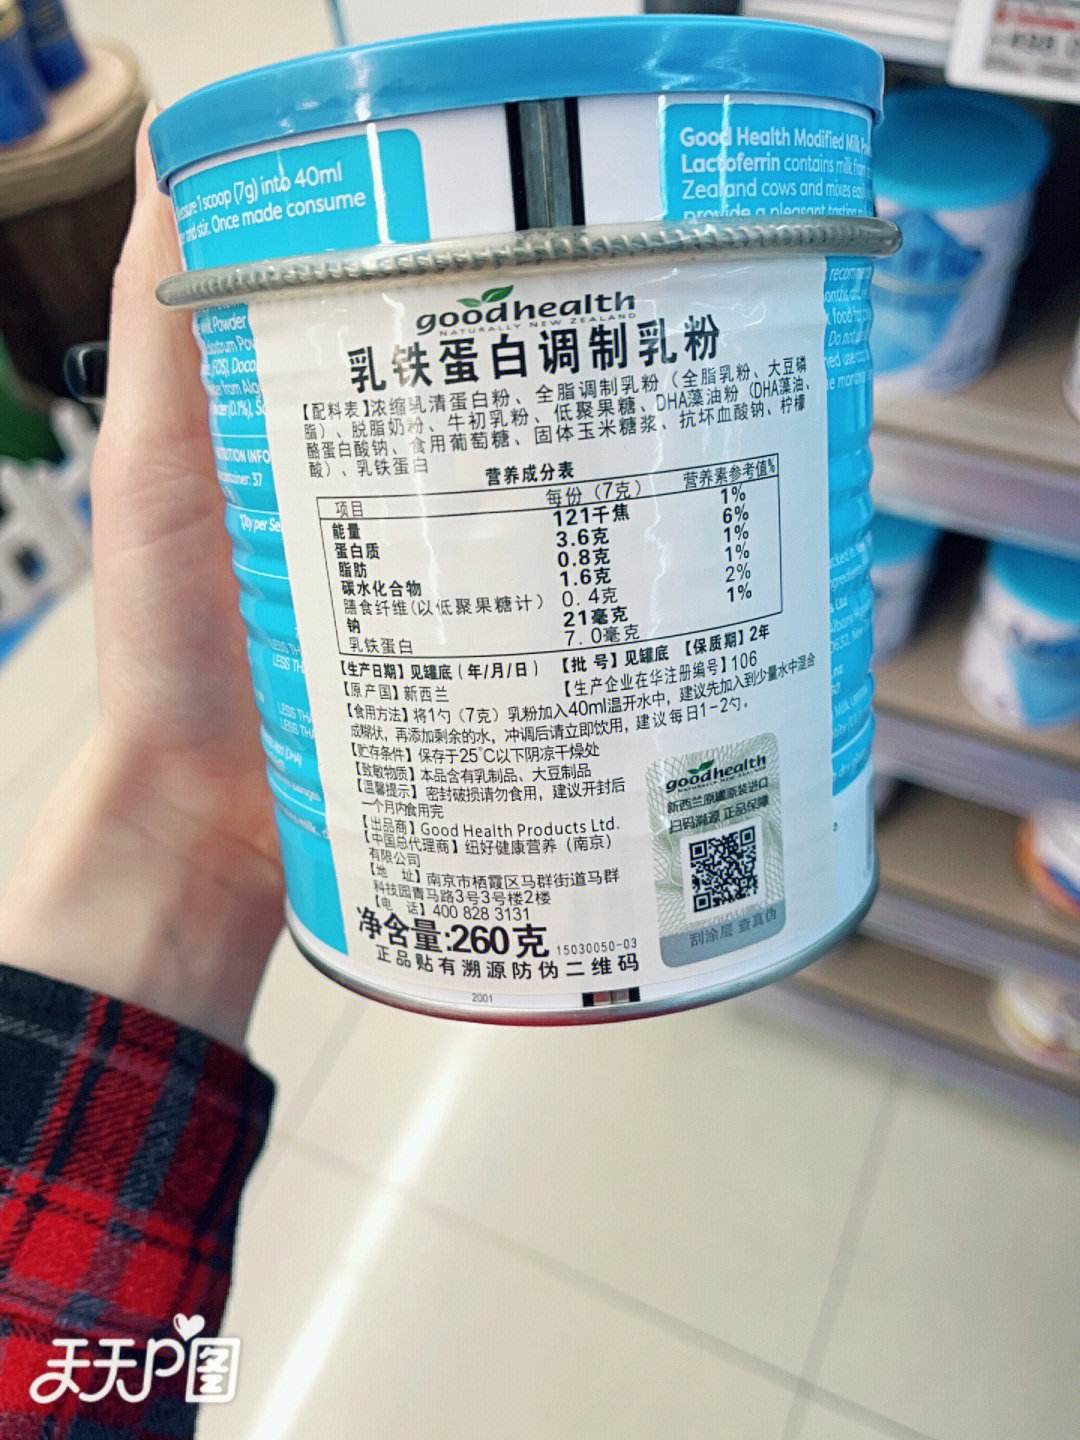 1 scoop (7g) into 40ml
and stir. Once made consume
Good Health Modified Milk
Lactoferrin contains milk from
Zealand cows and mixes
provide a pleasant tasting
goodhealth
NATURALLY NEW ZEALAND
乳铁蛋白调制乳粉
【配料表】浓缩乳清蛋白粉、全脂调制乳粉（全脂乳粉、大豆磷
脂）、脱脂奶粉、牛初乳粉、低聚果糖、DHA藻油粉（DHA藻油、
酪蛋白酸钠、食用葡萄糖、固体玉米糖浆、抗坏血酸钠、柠檬
酸）、乳铁蛋白
营养成分表
项目 每份（7克） 营养素参考值%
能量 121千焦 1%
蛋白质 3.6克 6%
脂肪 0.8克 1%
碳水化合物 1.6克 1%
膳食纤维(以低聚果糖计) 0.4克 2%
钠 21毫克 1%
乳铁蛋白 7.0毫克
【生产日期】见罐底（年/月/日） 【批 号】见罐底 【保质期】2年
【原产国】新西兰 【生产企业在华注册编号】106
【食用方法】将1勺（7克）乳粉加入40ml温开水中，建议先加入到少量水中混合
成糊状，再添加剩余的水，冲调后请立即饮用，建议每日1-2勺。
【贮存条件】保存于25℃以下阴凉干燥处
【致敏物质】本品含有乳制品、大豆制品
【温馨提示】密封破损请勿食用，建议开封后
一个月内食用完
【出品商】Good Health Products Ltd.
【中国总代理商】纽好健康营养（南京）
有限公司
【地 址】南京市栖霞区马群街道马群
科技园青马路3号3号楼2楼
【电 话】400 828 3131
净含量:260克 15030050-03
正品贴有溯源防伪二维码
goodhealth
新西兰原罐原装进口
扫码溯源 正品保障
刮涂层 查真伪
2001
Milk Powder
NUTRITION INFO
LESS TH
LESS TH
LESS THA
LESS THA
天天P图